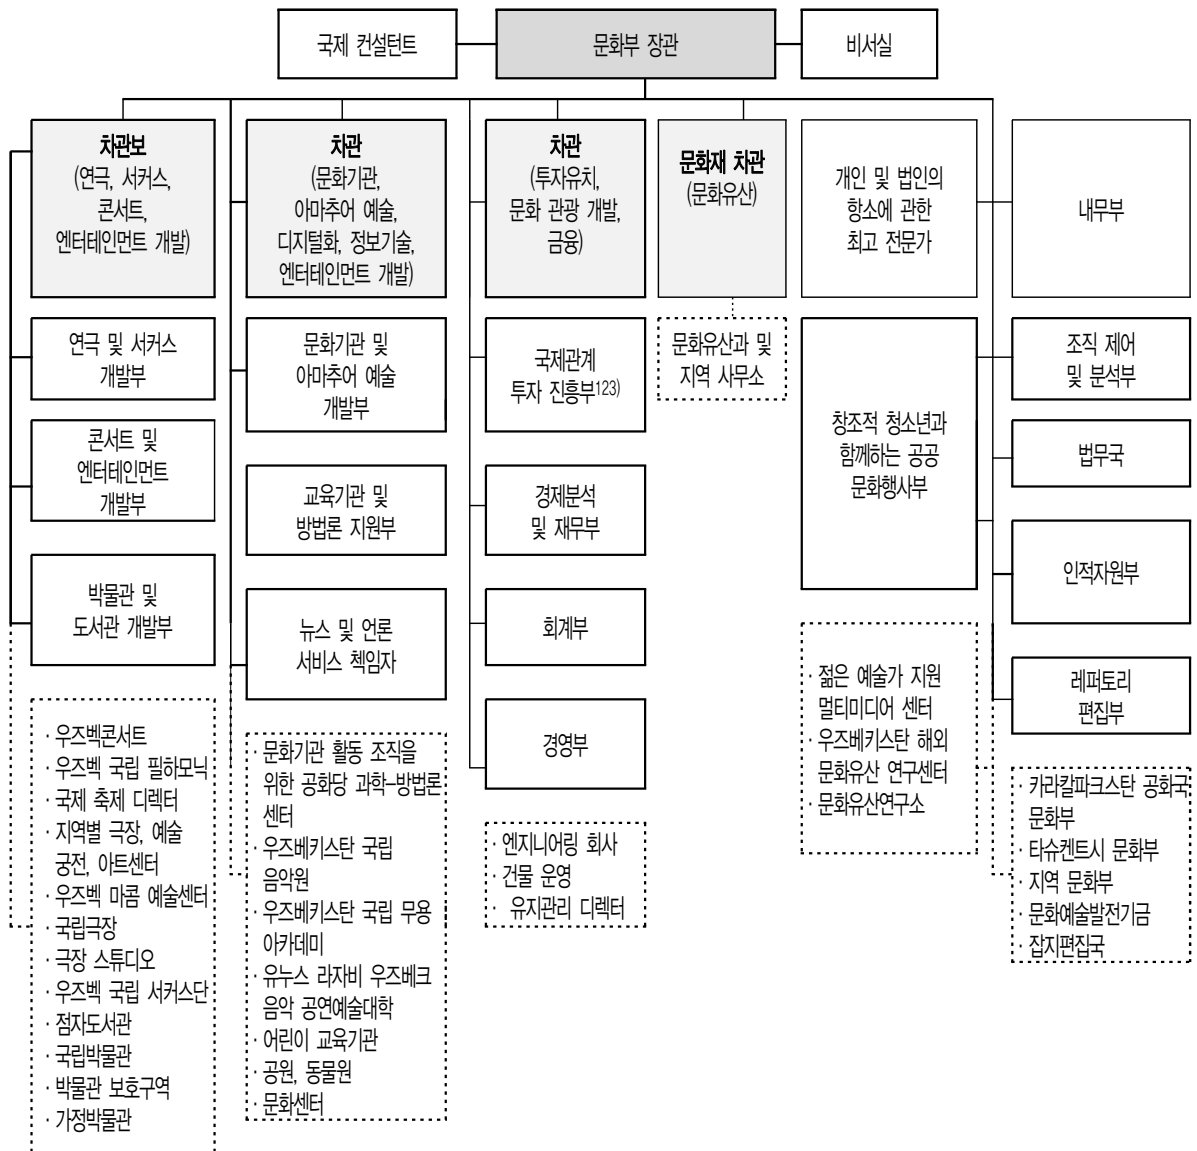 국제 컨설턴트
문화부 장관
비서실
차관보
(연극, 서커스,
콘서트,
엔터테인먼트 개발)
차관
(문화기관,
아마추어 예술,
디지털화, 정보기술,
엔터테인먼트 개발)
차관
(투자유치,
문화 관광 개발,
금융)
문화재 차관
(문화유산)
개인 및 법인의
항소에 관한
최고 전문가
내무부
연극 및 서커스
개발부
문화기관 및
아마추어 예술
개발부
국제관계
투자 진흥부123)
문화유산과 및
지역 사무소
창조적 청소년과
함께하는 공공
문화행사부
조직 제어
및 분석부
콘서트 및
엔터테인먼트
개발부
교육기관 및
방법론 지원부
경제분석
및 재무부
법무국
박물관 및
도서관 개발부
뉴스 및 언론
서비스 책임자
회계부
인적자원부
경영부
레퍼토리
편집부
· 우즈벡콘서트
· 우즈벡 국립 필하모닉
· 국제 축제 디렉터
· 지역별 극장, 예술
궁전, 아트센터
· 우즈벡 마콤 예술센터
· 국립극장
· 극장 스튜디오
· 우즈벡 국립 서커스단
· 점자도서관
· 국립박물관
· 박물관 보호구역
· 가정박물관
· 문화기관 활동 조직을
위한 공화당 과학-방법론
센터
· 우즈베키스탄 국립
음악원
· 우즈베키스탄 국립 무용
아카데미
· 유누스 라자비 우즈베크
음악 공연예술대학
· 어린이 교육기관
· 공원, 동물원
· 문화센터
· 엔지니어링 회사
· 건물 운영
· 유지관리 디렉터
· 젊은 예술가 지원
멀티미디어 센터
· 우즈베키스탄 해외
문화유산 연구센터
· 문화유산연구소
· 카라칼파크스탄 공화국
문화부
· 타슈켄트시 문화부
· 지역 문화부
· 문화예술발전기금
· 잡지편집국